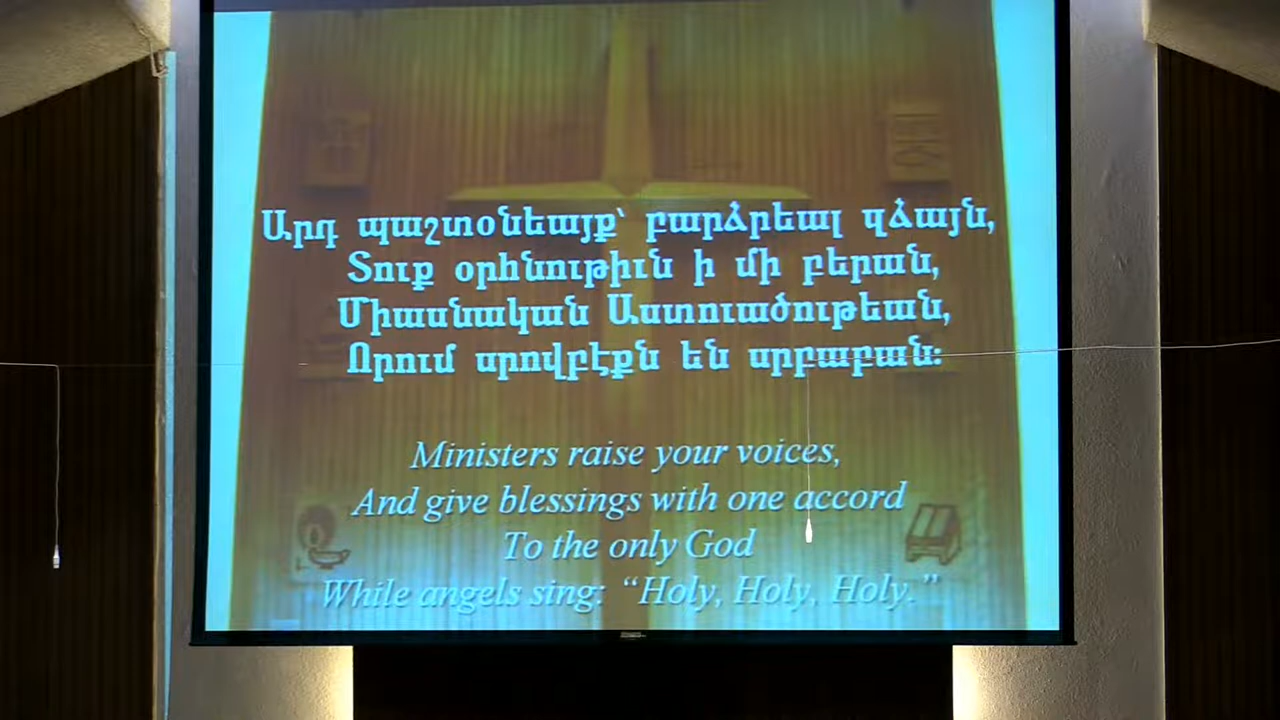 Արդ պաշտօնեայք՝ բարձրեալ զձայն,
Տուք օրհնութիւն ի մի բերան,
Միասնական Աստուածութեան,
Որում սրովբէքն են սրբաբան։
Ministers raise your voices,
And give blessings with one accord
To the only God
While angels sing: “Holy, Holy, Holy.”